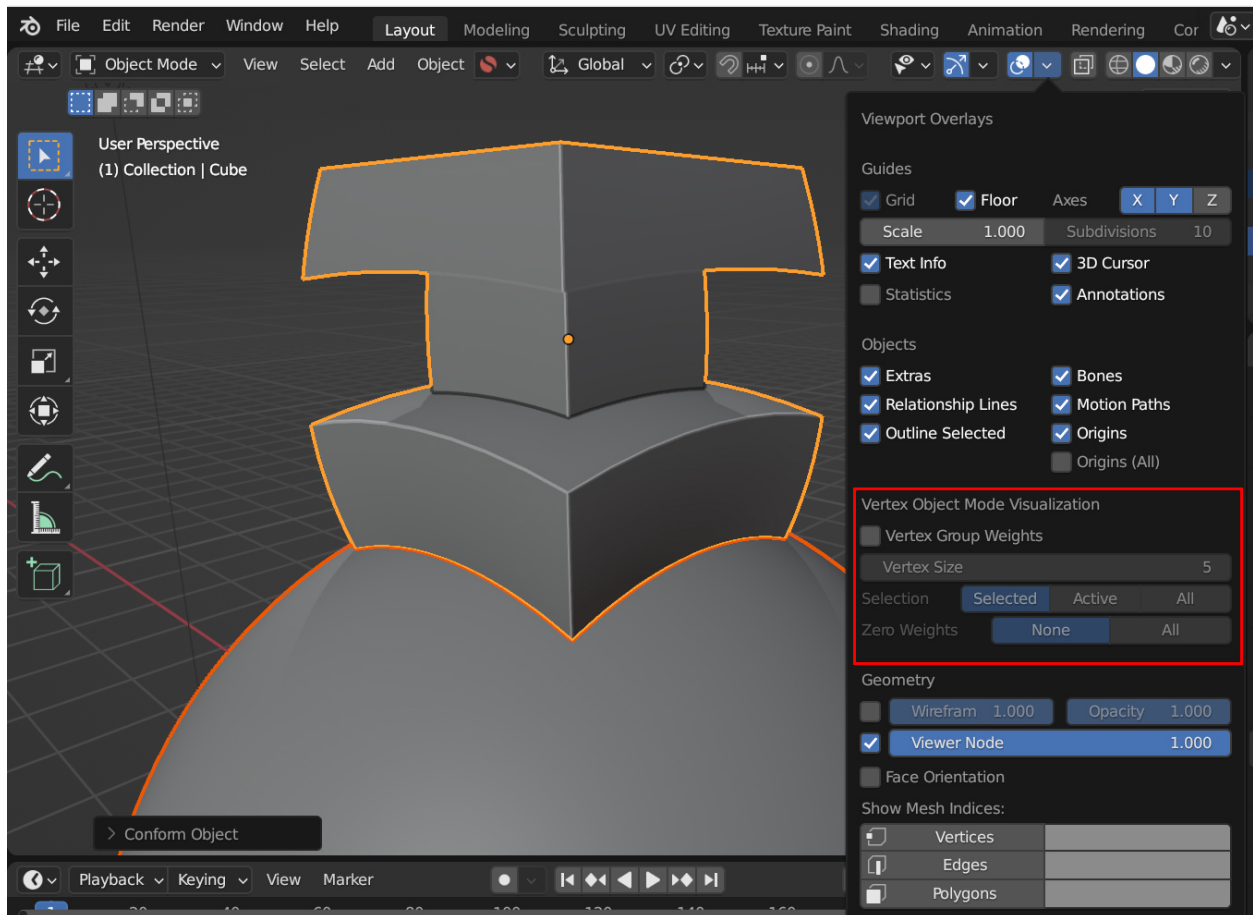 File Edit Render Window Help Layout Modeling Sculpting UV Editing Texture Paint Shading Animation Rendering Cor
Object Mode View Select Add Object Global
User Perspective
(1) Collection | Cube
Viewport Overlays
Guides
Grid Floor Axes X Y Z
Scale 1.000 Subdivisions 10
Text Info 3D Cursor
Statistics Annotations
Objects
Extras Bones
Relationship Lines Motion Paths
Outline Selected Origins
Origins (All)
Vertex Object Mode Visualization
Vertex Group Weights
Vertex Size 5
Selection Selected Active All
Zero Weights None All
Geometry
Wirefram 1.000 Opacity 1.000
Viewer Node 1.000
Face Orientation
Show Mesh Indices:
Vertices
Edges
Polygons
Conform Object
Playback Keying View Marker